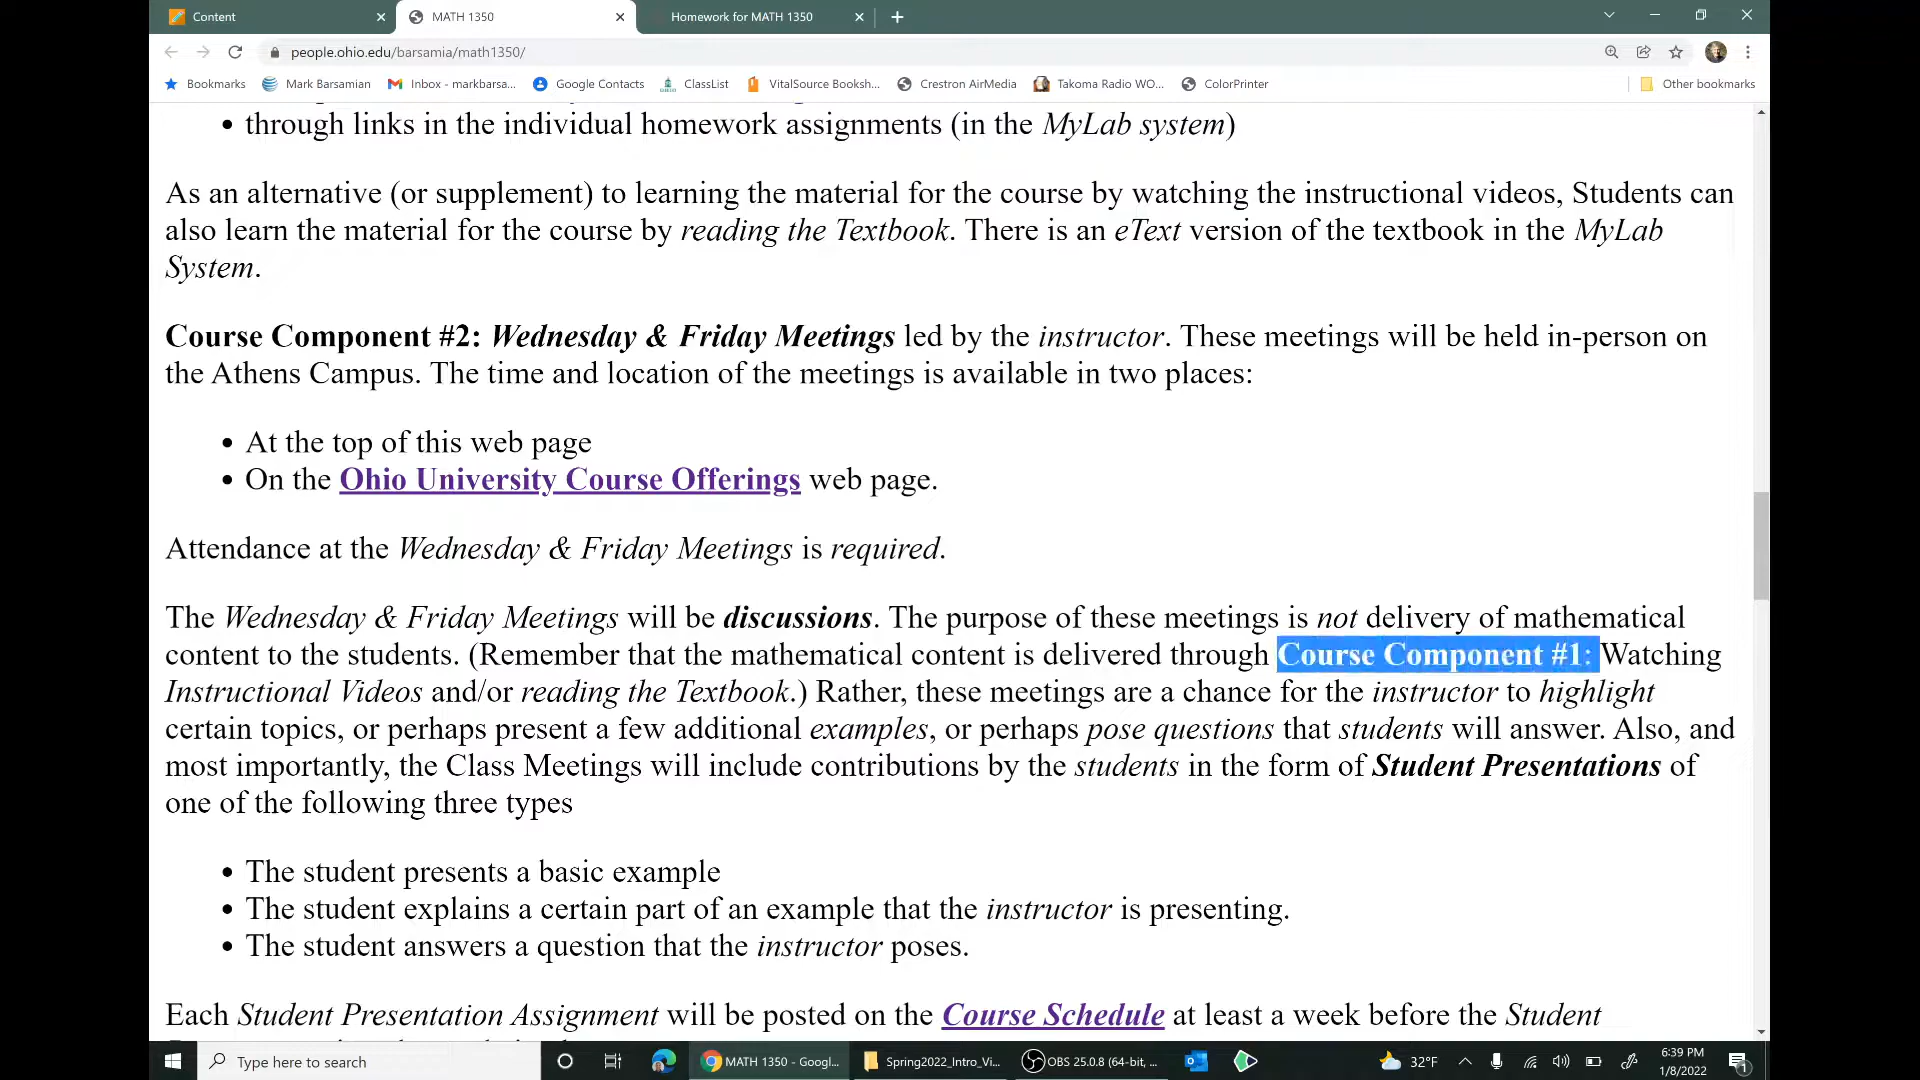 Content
MATH 1350
Homework for MATH 1350
people.ohio.edu/barsamia/math1350/
Bookmarks
Mark Barsamian
Inbox - markbarsa...
Google Contacts
ClassList
VitalSource Booksh...
Crestron AirMedia
Takoma Radio WO...
ColorPrinter
Other bookmarks
• through links in the individual homework assignments (in the MyLab system)
As an alternative (or supplement) to learning the material for the course by watching the instructional videos, Students can
also learn the material for the course by reading the Textbook. There is an eText version of the textbook in the MyLab
System.
Course Component #2: Wednesday & Friday Meetings led by the instructor. These meetings will be held in-person on
the Athens Campus. The time and location of the meetings is available in two places:
• At the top of this web page
• On the Ohio University Course Offerings web page.
Attendance at the Wednesday & Friday Meetings is required.
The Wednesday & Friday Meetings will be discussions. The purpose of these meetings is not delivery of mathematical
content to the students. (Remember that the mathematical content is delivered through Course Component #1: Watching
Instructional Videos and/or reading the Textbook.) Rather, these meetings are a chance for the instructor to highlight
certain topics, or perhaps present a few additional examples, or perhaps pose questions that students will answer. Also, and
most importantly, the Class Meetings will include contributions by the students in the form of Student Presentations of
one of the following three types
• The student presents a basic example
• The student explains a certain part of an example that the instructor is presenting.
• The student answers a question that the instructor poses.
Each Student Presentation Assignment will be posted on the Course Schedule at least a week before the Student
Type here to search
MATH 1350 - Googl...
Spring2022_Intro_Vi...
OBS 25.0.8 (64-bit, ...
32°F
6:39 PM
1/8/2022
1